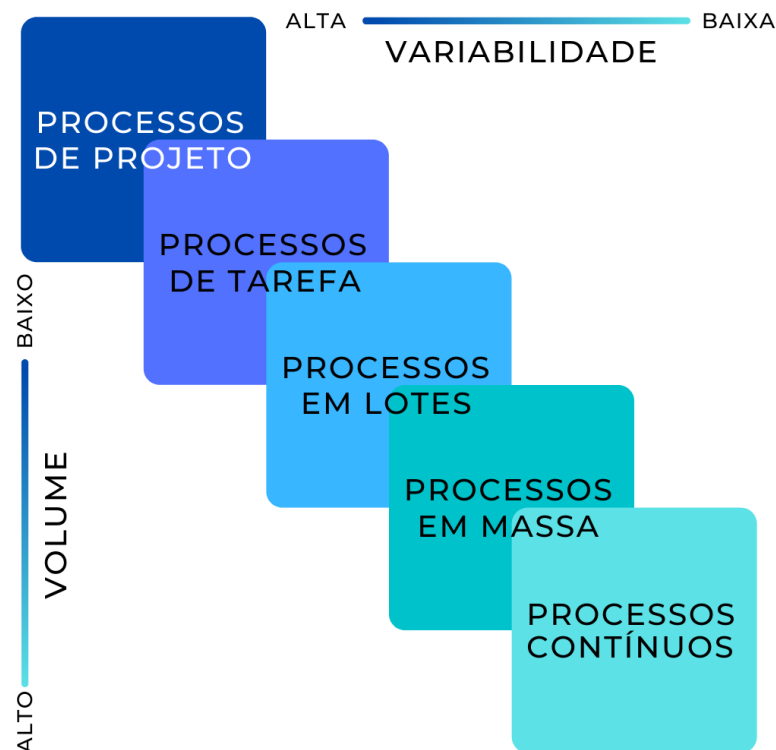 ALTA
BAIXA
VARIABILIDADE
PROCESSOS
DE PROJETO
PROCESSOS
DE TAREFA
BAIXO
PROCESSOS
EM LOTES
VOLUME
PROCESSOS
EM MASSA
PROCESSOS
CONTÍNUOS
ALTO